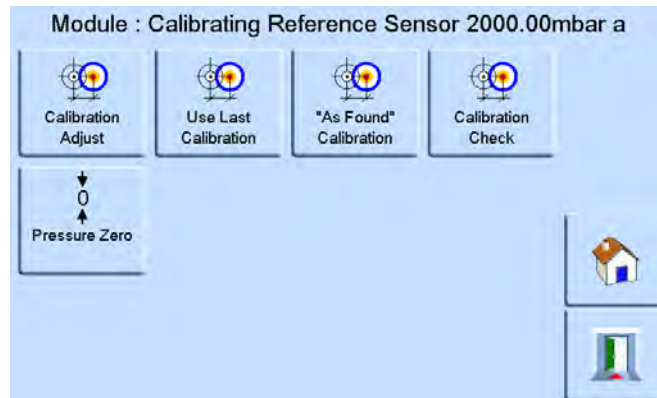 Module : Calibrating Reference Sensor 2000.00mbar a
Calibration
Adjust
Use Last
Calibration
"As Found"
Calibration
Calibration
Check
0
Pressure Zero